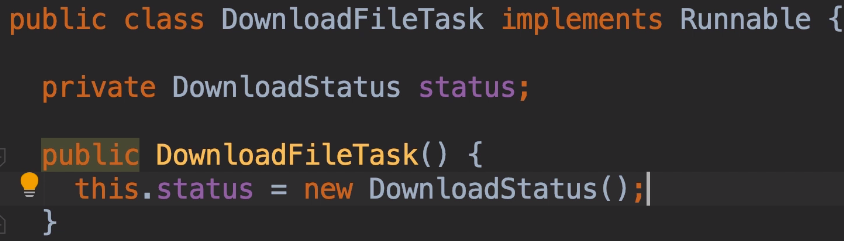 public class DownloadFileTask implements Runnable {
private DownloadStatus status;
public DownloadFileTask() {
this.status = new DownloadStatus();
}